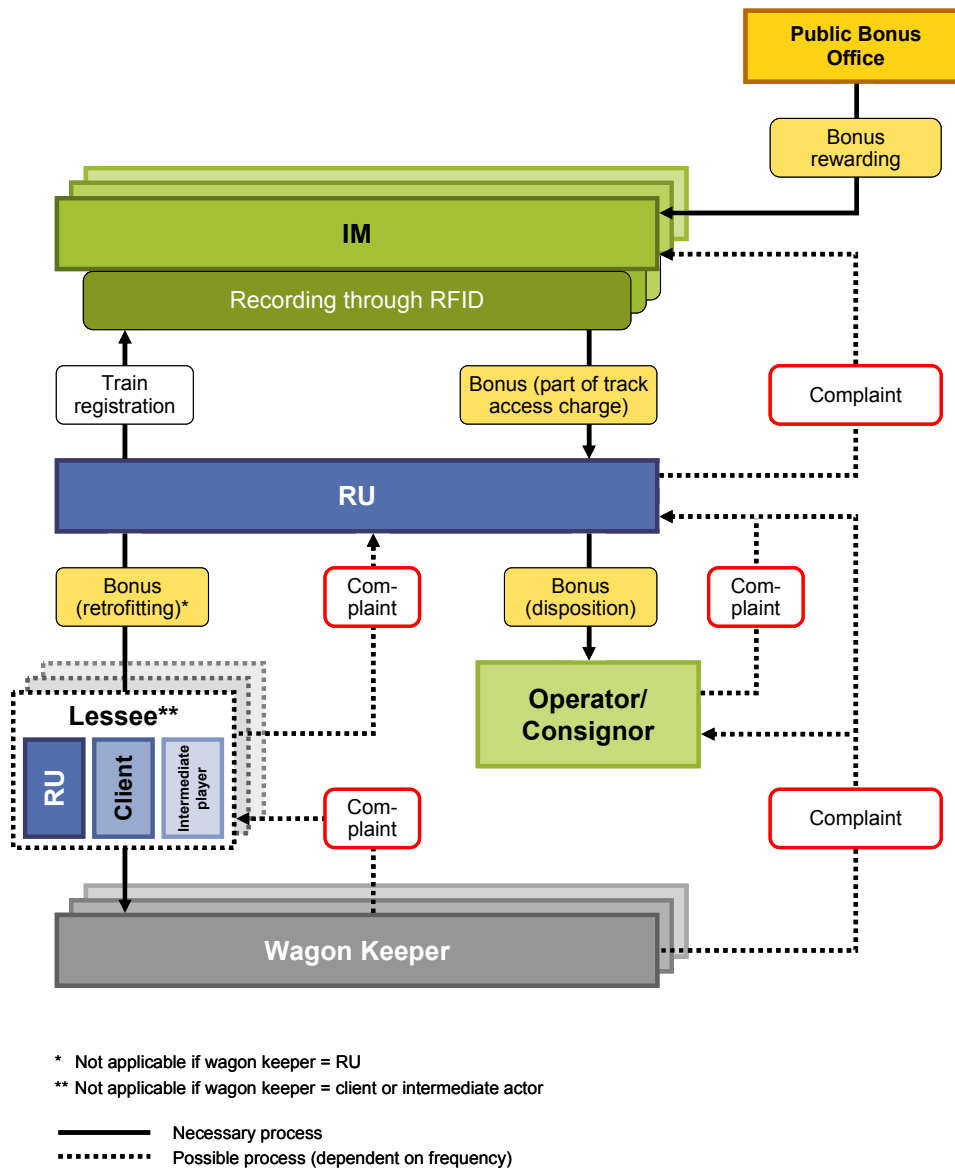 Public Bonus
Office
Bonus
rewarding
IM
Recording through RFID
Train
registration
Bonus (part of track
access charge)
Complaint
RU
Bonus
(retrofitting)*
Com-
plaint
Bonus
(disposition)
Com-
plaint
Lessee**
RU
Client
Intermediate
player
Operator/
Consignor
Com-
plaint
Complaint
Wagon Keeper
* Not applicable if wagon keeper = RU
** Not applicable if wagon keeper = client or intermediate actor
Necessary process
Possible process (dependent on frequency)